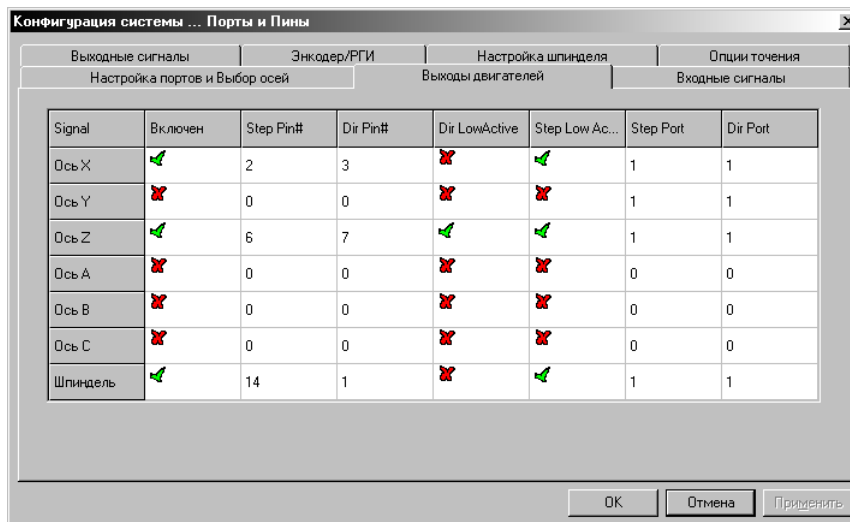 Конфигурация системы ... Порты и Пины
Выходные сигналы Энкодер/РГИ Настройка шпинделя Опции точения
Настройка портов и Выбор осей Выходы двигателей Входные сигналы
Signal Включен Step Pin# Dir Pin# Dir LowActive Step Low Ac... Step Port Dir Port
Ось X 2 3 1 1
Ось Y 0 0 1 1
Ось Z 6 7 1 1
Ось A 0 0 0 0
Ось B 0 0 0 0
Ось C 0 0 0 0
Шпиндель 14 1 1 1
OK Отмена Применить